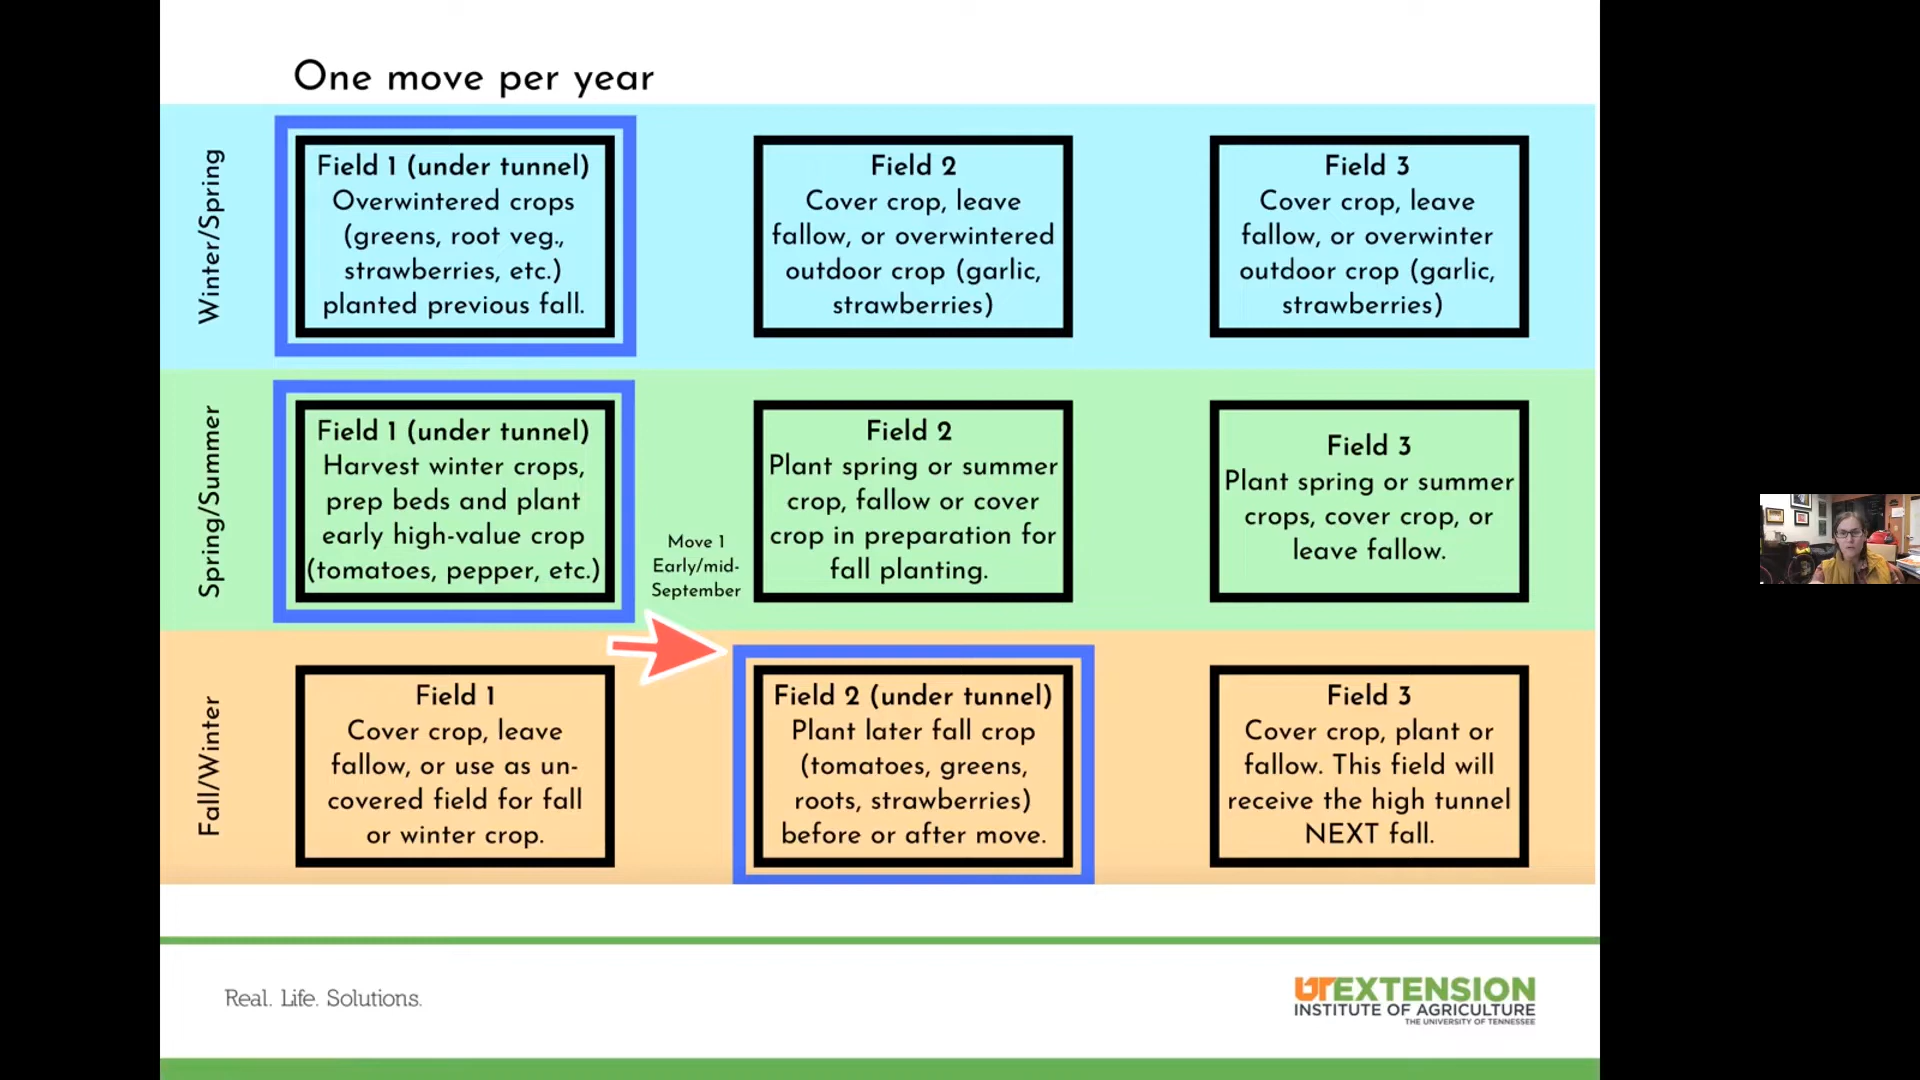 One move per year
Winter/Spring
Field 1 (under tunnel)
Overwintered crops
(greens, root veg.,
strawberries, etc.)
planted previous fall.
Field 2
Cover crop, leave
fallow, or overwintered
outdoor crop (garlic,
strawberries)
Field 3
Cover crop, leave
fallow, or overwinter
outdoor crop (garlic,
strawberries)
Spring/Summer
Field 1 (under tunnel)
Harvest winter crops,
prep beds and plant
early high-value crop
(tomatoes, pepper, etc.)
Move 1
Early/mid-
September
Field 2
Plant spring or summer
crop, fallow or cover
crop in preparation for
fall planting.
Field 3
Plant spring or summer
crops, cover crop, or
leave fallow.
Fall/Winter
Field 1
Cover crop, leave
fallow, or use as un-
covered field for fall
or winter crop.
Field 2 (under tunnel)
Plant later fall crop
(tomatoes, greens,
roots, strawberries)
before or after move.
Field 3
Cover crop, plant or
fallow. This field will
receive the high tunnel
NEXT fall.
Real. Life. Solutions.
UTEXTENSION
INSTITUTE OF AGRICULTURE
THE UNIVERSITY OF TENNESSEE